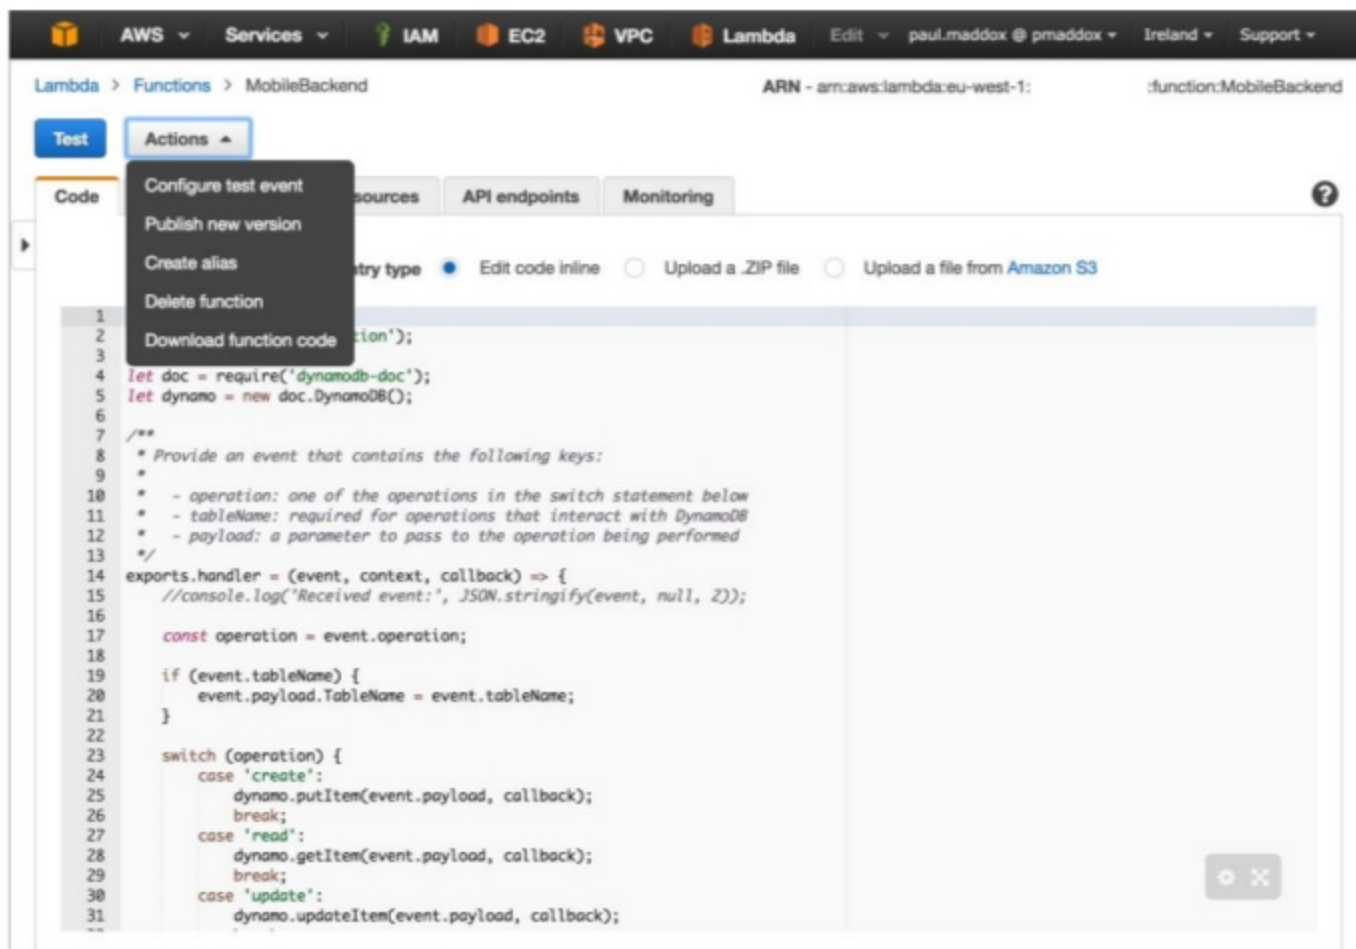 AWS Services IAM EC2 VPC Lambda Edit paul.maddox @ pmaddox Ireland Support
Lambda > Functions > MobileBackend ARN - arn:aws:lambda:eu-west-1: :function:MobileBackend
Test Actions
Configure test event
Code sources API endpoints Monitoring ?
Publish new version
Create alias
try type Edit code inline Upload a .ZIP file Upload a file from Amazon S3
Delete function
Download function code
1
2 tion');
3
4 let doc = require('dynamodb-doc');
5 let dynamo = new doc.DynamoDB();
6
7 /**
8 * Provide an event that contains the following keys:
9 *
10 * - operation: one of the operations in the switch statement below
11 * - tableName: required for operations that interact with DynamoDB
12 * - payload: a parameter to pass to the operation being performed
13 */
14 exports.handler = (event, context, callback) => {
15 //console.log('Received event:', JSON.stringify(event, null, 2));
16
17 const operation = event.operation;
18
19 if (event.tableName) {
20 event.payload.TableName = event.tableName;
21 }
22
23 switch (operation) {
24 case 'create':
25 dynamo.putItem(event.payload, callback);
26 break;
27 case 'read':
28 dynamo.getItem(event.payload, callback);
29 break;
30 case 'update':
31 dynamo.updateItem(event.payload, callback);